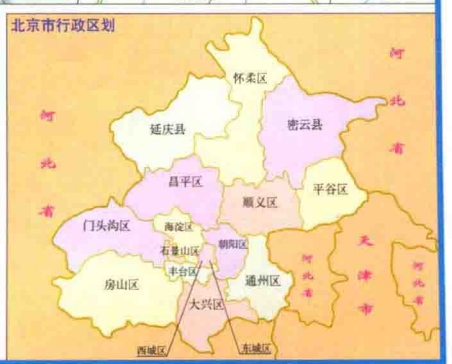 北京市行政区划
怀柔区
河北省
延庆县
密云县
河北省
昌平区
平谷区
顺义区
门头沟区
海淀区
朝阳区
石景山区
天津市
河北省
河北省
丰台区
通州区
房山区
大兴区
西城区
东城区